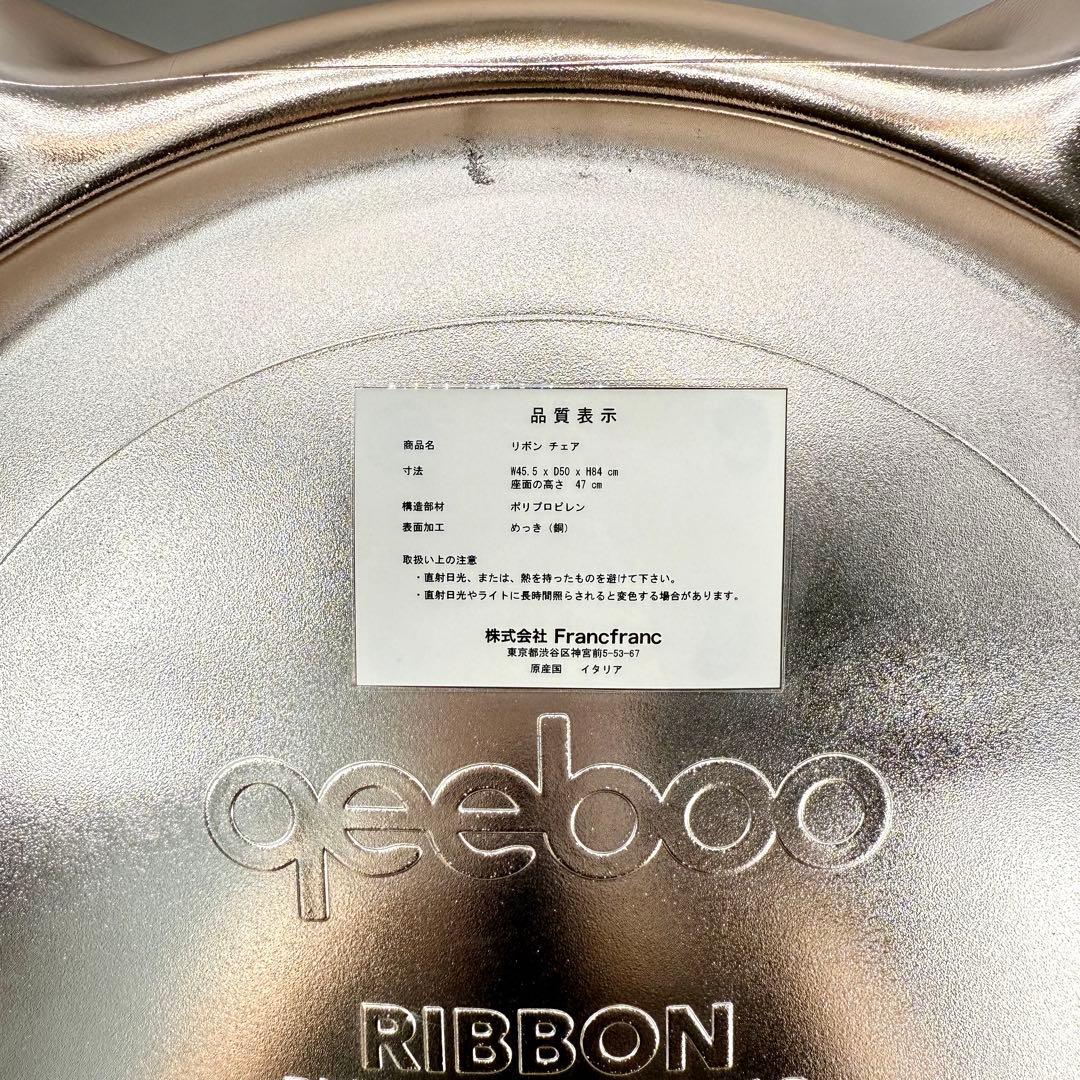 品質表示
商品名 リボン チェア
寸法 W45.5 x D50 x H84 cm
座面の高さ 47 cm
構造部材 ポリプロピレン
表面加工 めっき（銅）
取扱い上の注意
・直射日光、または、熱を持ったものを避けて下さい。
・直射日光やライトに長時間照らされると変色する場合があります。
株式会社 Francfranc
東京都渋谷区神宮前5-53-67
原産国 イタリア
qeeboo
RIBBON